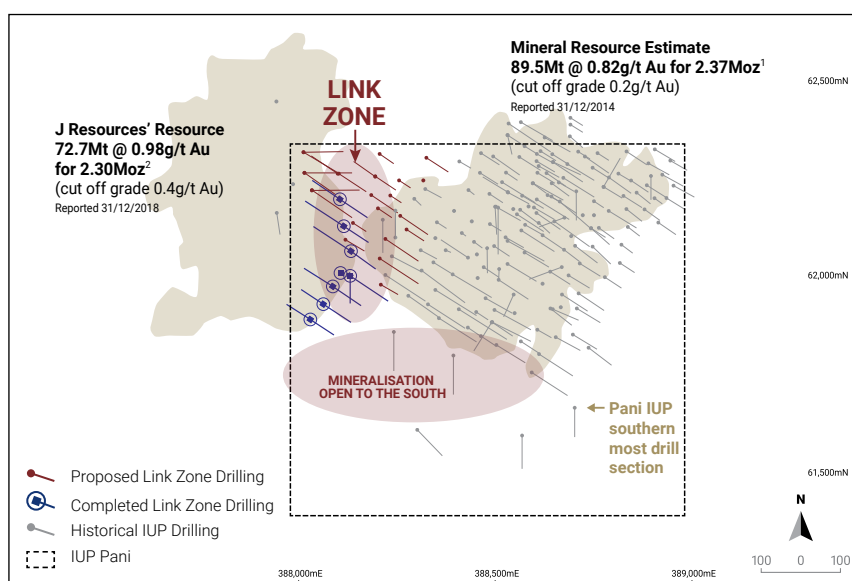 Mineral Resource Estimate
89.5Mt @ 0.82g/t Au for 2.37Moz1
(cut off grade 0.2g/t Au)
Reported 31/12/2014
62,500mN
LINK
ZONE
J Resources’ Resource
72.7Mt @ 0.98g/t Au
for 2.30Moz2
(cut off grade 0.4g/t Au)
Reported 31/12/2018
62,000mN
MINERALISATION
OPEN TO THE SOUTH
Pani IUP
southern
most drill
section
61,500mN
Proposed Link Zone Drilling
Completed Link Zone Drilling
Historical IUP Drilling
IUP Pani
N
388,000mE
388,500mE
389,000mE
100 0 100